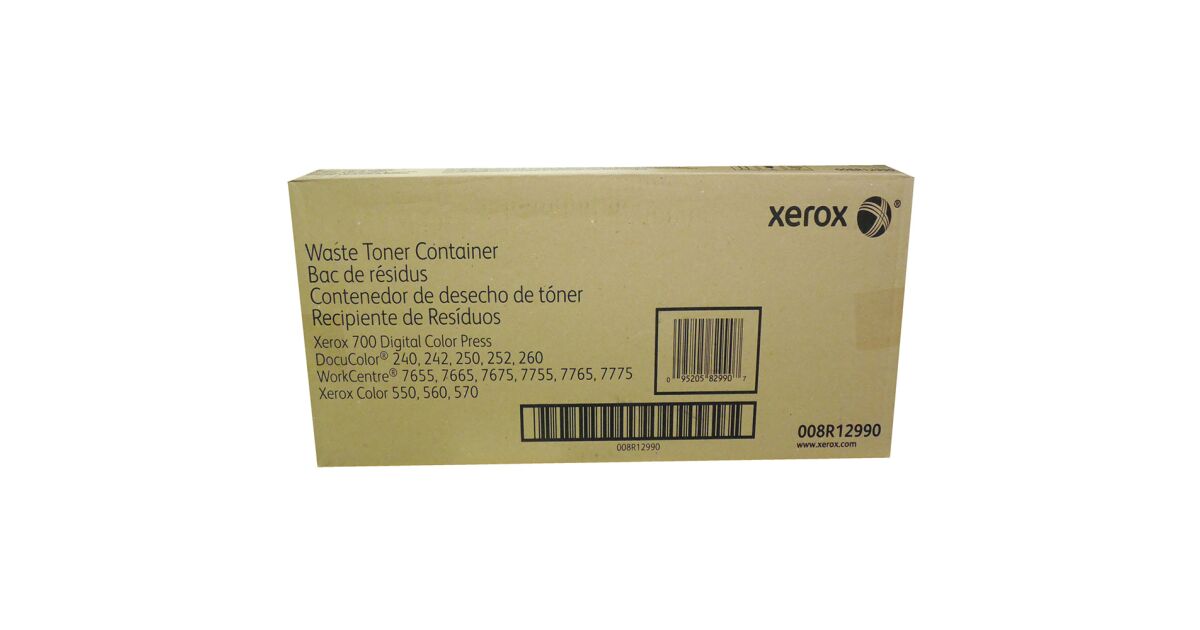 xerox ®
Waste Toner Container
Bac de résidus
Contenedor de desecho de tóner
Recipiente de Resíduos
Xerox 700 Digital Color Press
DocuColor® 240, 242, 250, 252, 260
WorkCentre® 7655, 7665, 7675, 7755, 7765, 7775
Xerox Color 550, 560, 570
0 95205 82990 7
008R12990
008R12990
www.xerox.com